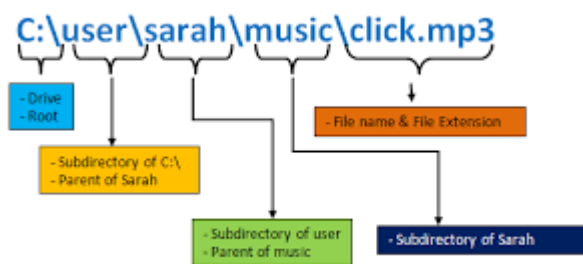 C:\user\sarah\music\click.mp3
- Drive
- Root
- File name & File Extension
- Subdirectory of C:\
- Parent of Sarah
- Subdirectory of user
- Parent of music
- Subdirectory of Sarah